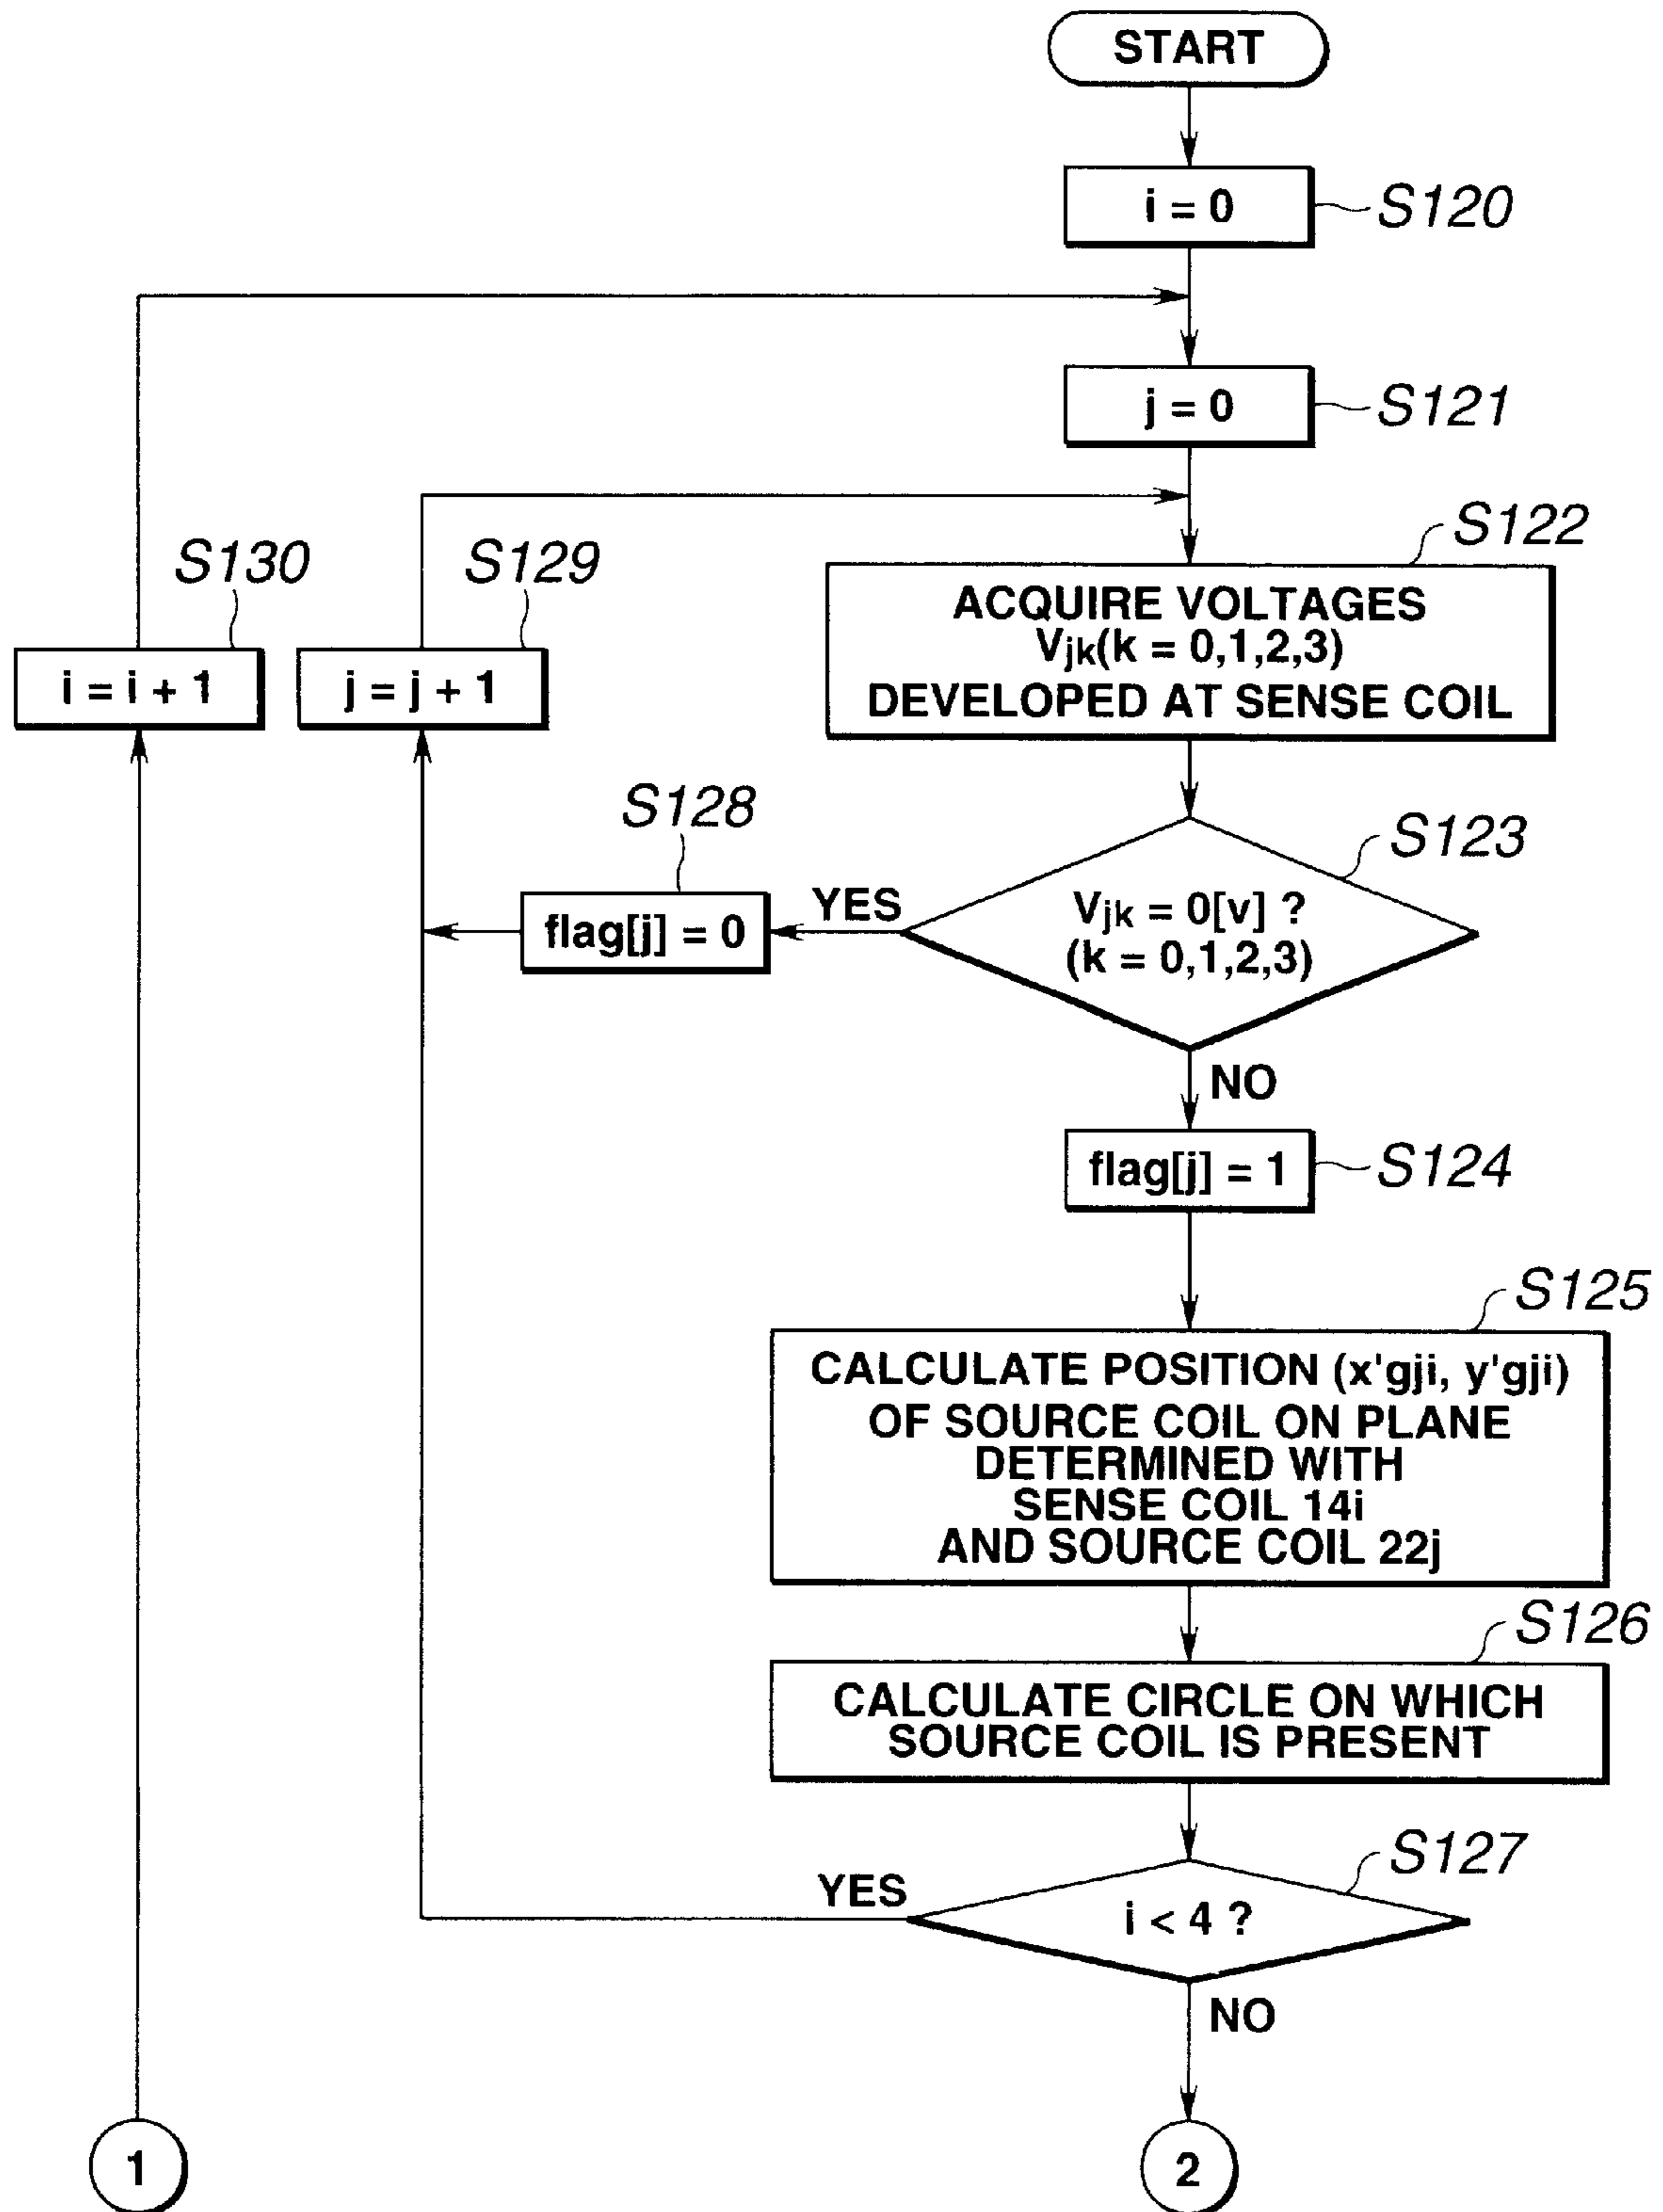 START
i = 0
S120
j = 0
S121
S122
ACQUIRE VOLTAGES
Vjk(k = 0,1,2,3)
DEVELOPED AT SENSE COIL
S130
S129
i = i + 1
j = j + 1
S128
S123
flag[j] = 0
YES
Vjk = 0[v] ?
(k = 0,1,2,3)
NO
flag[j] = 1
S124
S125
CALCULATE POSITION (x'gji, y'gji)
OF SOURCE COIL ON PLANE
DETERMINED WITH
SENSE COIL 14i
AND SOURCE COIL 22j
S126
CALCULATE CIRCLE ON WHICH
SOURCE COIL IS PRESENT
S127
YES
i < 4 ?
NO
1
2